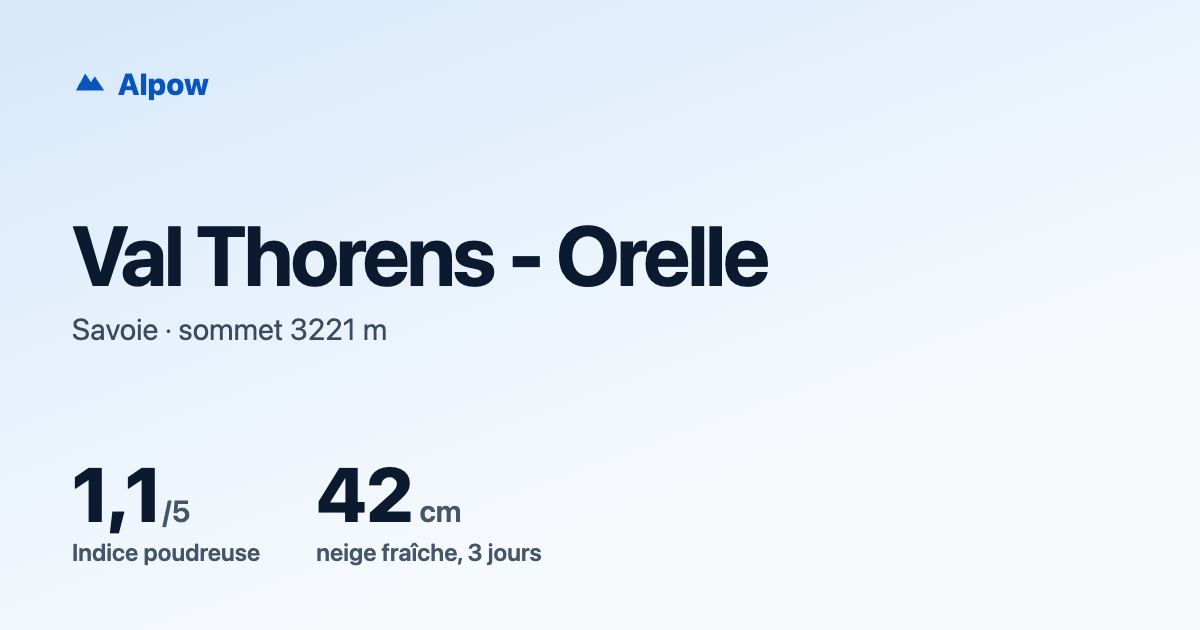 Alpow
Val Thorens - Orelle
Savoie · sommet 3221 m
1,1/5
Indice poudreuse
42 cm
neige fraîche, 3 jours